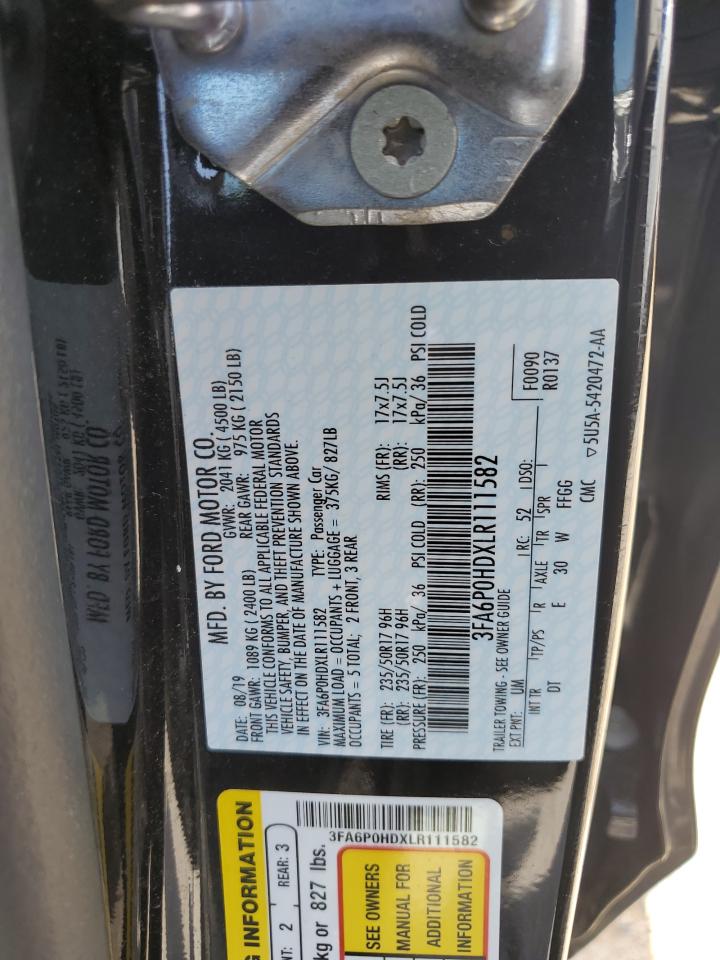 MFD. BY FORD MOTOR CO.
DATE: 08/19 GVWR: 2041 KG ( 4500 LB)
FRONT GAWR: 1089 KG ( 2400 LB) REAR GAWR: 975 KG ( 2150 LB)
THIS VEHICLE CONFORMS TO ALL APPLICABLE FEDERAL MOTOR
VEHICLE SAFETY, BUMPER, AND THEFT PREVENTION STANDARDS
IN EFFECT ON THE DATE OF MANUFACTURE SHOWN ABOVE.
VIN: 3FA6P0HDXLR111582 TYPE: Passenger Car
MAXIMUM LOAD = OCCUPANTS + LUGGAGE = 375KG/ 827LB
OCCUPANTS = 5 TOTAL; 2 FRONT, 3 REAR
TIRE (FR): 235/50R17 96H RIMS (FR): 17x7.5J
(RR): 235/50R17 96H (RR): 17x7.5J
PRESSURE (FR): 250 kPa/ 36 PSI COLD (RR): 250 kPa/ 36 PSI COLD
3FA6P0HDXLR111582
TRAILER TOWING - SEE OWNER GUIDE
F0090
R0137
EXT PNT: UM RC: 52 DSO:
INT TR TP/PS R AXLE TR SPR
DT E 30 W FFGG
CMC ▽5U5A-5420472-AA
INFORMATION
2 REAR: 3
kg or 827 lbs.
3FA6P0HDXLR111582
SEE OWNERS
MANUAL FOR
ADDITIONAL
INFORMATION